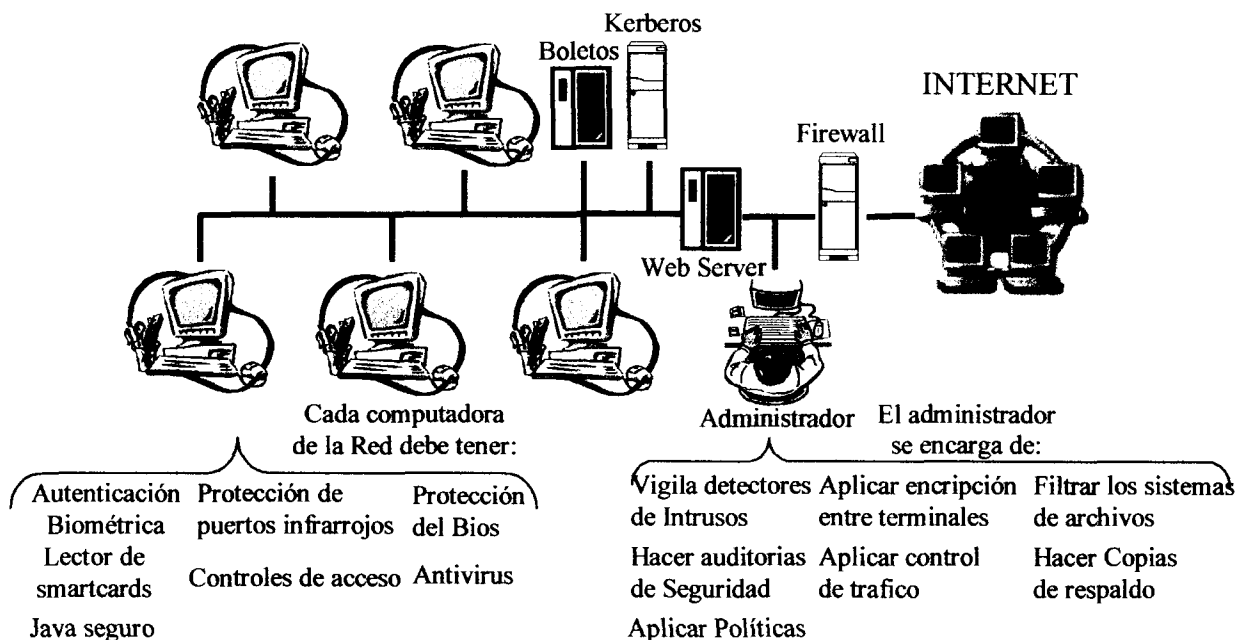 Kerberos
Boletos
INTERNET
Firewall
Web Server
Cada computadora
de la Red debe tener:
Administrador
El administrador
se encarga de:
Autenticación
Biométrica
Protección de
puertos infrarrojos
Protección
del Bios
Lector de
smartcards
Controles de acceso
Antivirus
Java seguro
Vigila detectores
de Intrusos
Aplicar encripción
entre terminales
Filtrar los sistemas
de archivos
Hacer auditorias
de Seguridad
Aplicar control
de trafico
Hacer Copias
de respaldo
Aplicar Políticas